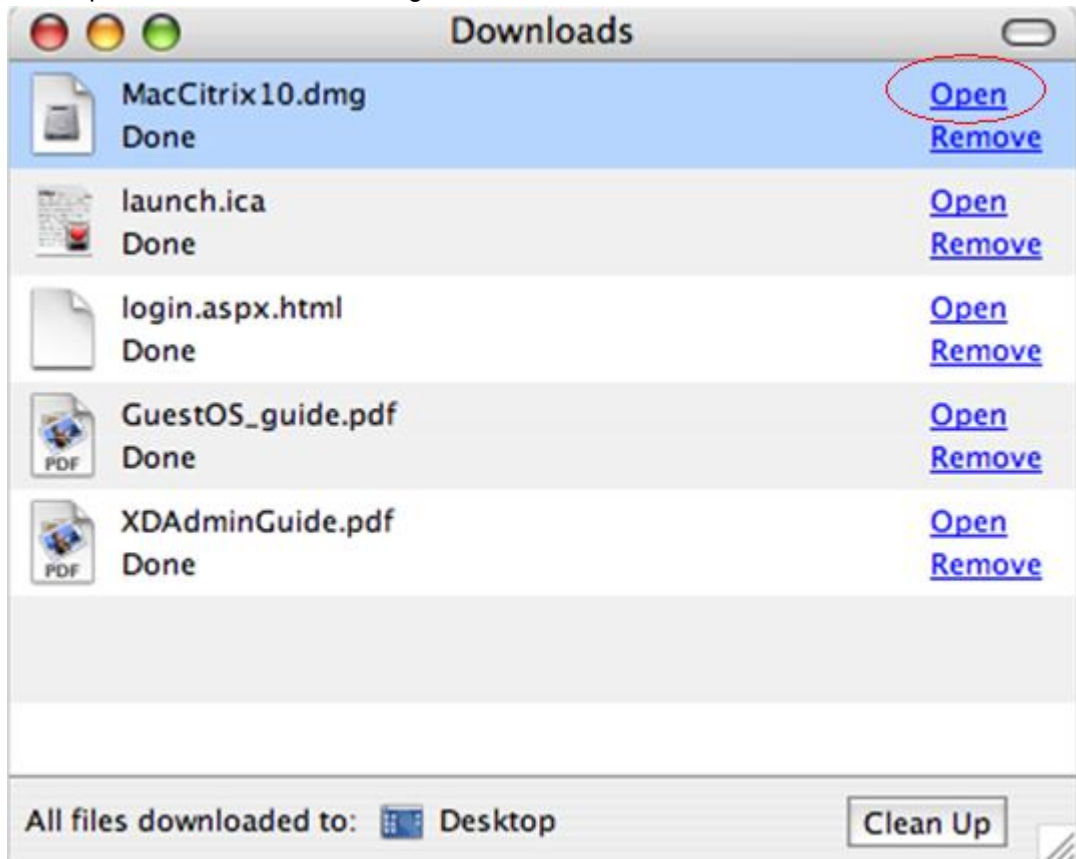 Downloads
MacCitrix10.dmg Open
Done Remove
launch.ica Open
Done Remove
login.aspx.html Open
Done Remove
GuestOS_guide.pdf Open
PDF Done Remove
XDAdminGuide.pdf Open
PDF Done Remove
All files downloaded to: Desktop Clean Up